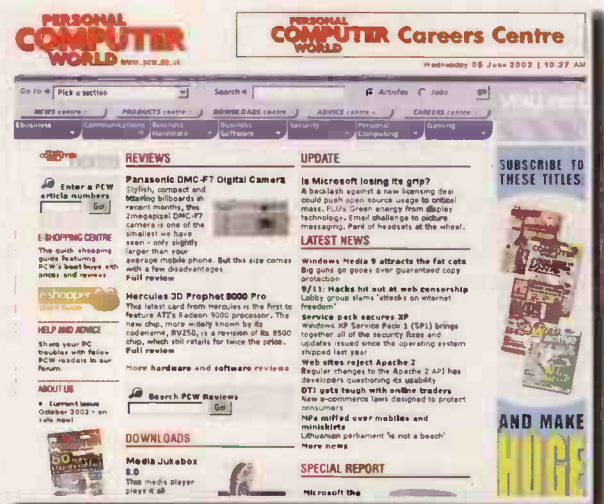 PERSONAL
COMPUTER
WORLD www.pcw.co.uk
PERSONAL
COMPUTER
WORLD
Careers Centre
Wednesday 05 June 2002 | 10:27 AM
Go to
Pick a section
Search
Articles
Jobs
NEWS centre
PRODUCTS centre
DOWNLOADS centre
ADVICE centre
CAREERS centre
Ebusiness
Communications
Business
Hardware
Business
Software
Security
Personal
Computing
Gaming
Enter a PCW
article numbers
Go!
E-SHOPPING CENTRE
The quick shopping
guide featuring
PCW's best buys with
prices and reviews
e-shopper
HELP AND ADVICE
Share your PC
troubles with fellow
PCW readers in our
forum.
ABOUT US
Current issue
October 2002 - on
sale now!
REVIEWS
Panasonic DMC-F7 Digital Camera
Stylish, compact and
littering billboards in
recent months, this
2megapixel DMC-F7
camera is one of the
smallest we have
seen - only slightly
larger than your
average mobile phone. But this size comes
with a few disadvantages
Full review
Hercules 3D Prophet 9000 Pro
This latest card from Hercules is the first to
feature ATI's Radeon 9000 processor. The
new chip, more widely known by its
codename, RV250, is a revision of its 8500
chip, which still retails for twice the price.
Full review
More hardware and software reviews
Search PCW Reviews
Go!
DOWNLOADS
Media Jukebox
8.0
This media player
plays it all
UPDATE
Is Microsoft losing its grip?
A backlash against a new licensing deal
could push open source usage to critical
mass. PLUS Green energy from display
technology. Email challenge to picture
messaging. Peril of headsets at the wheel.
LATEST NEWS
Windows Media 9 attracts the fat cats
Big guns go gooey over guaranteed copy
protection
9/11: Hacks hit out at web censorship
Lobby group slams 'attacks on internet
freedom'
Service pack secures XP
Windows XP Service Pack 1 (SP1) brings
together all of the security fixes and
updates issued since the operating system
shipped last year
Web sites reject Apache 2
Regular changes to the Apache 2 API has
developers questioning its usability
DTI gets tough with online traders
New e-commerce laws designed to protect
consumers
MPs miffed over mobiles and
miniskirts
Lithuanian parliament 'is not a beach'
More news
SPECIAL REPORT
Microsoft the
SUBSCRIBE TO
THESE TITLES:
AND MAKE
HUGE